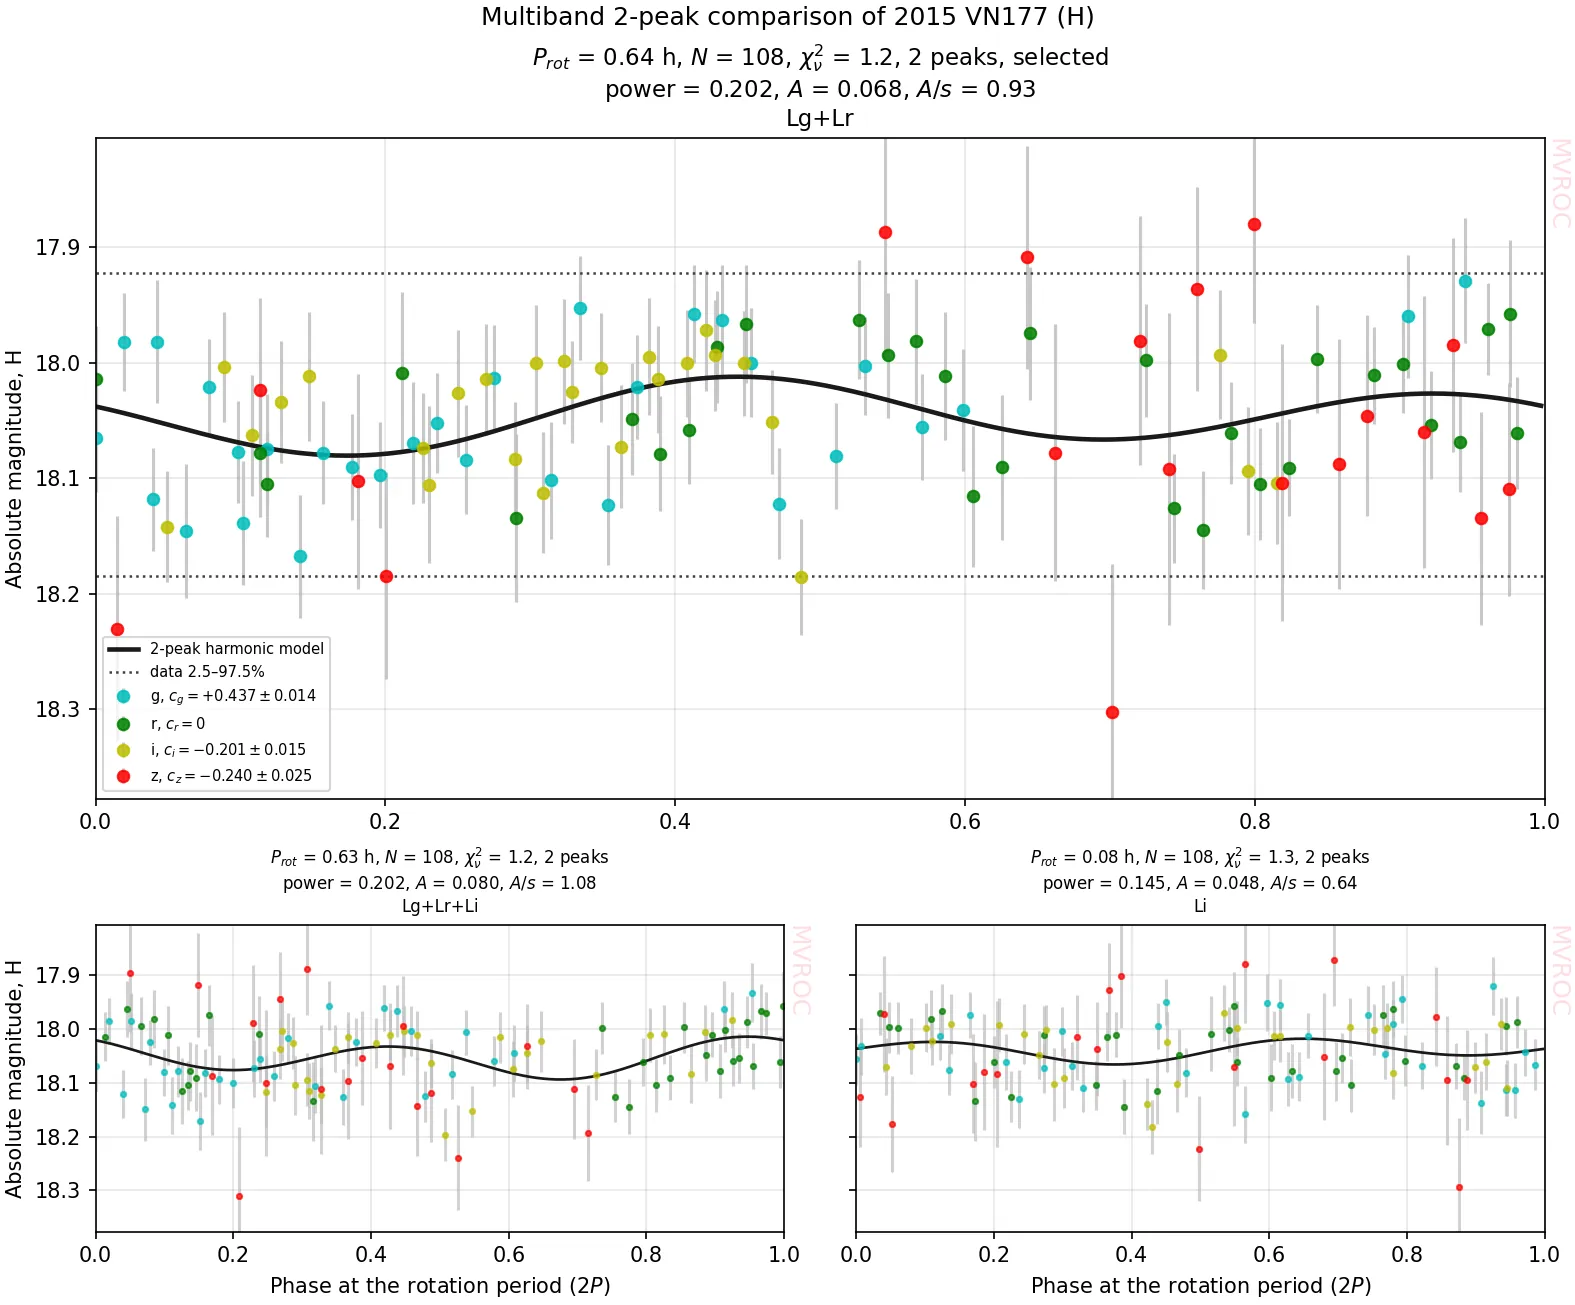 Multiband 2-peak comparison of 2015 VN177 (H)
P_rot = 0.64 h, N = 108, χ²_ν = 1.2, 2 peaks, selected
power = 0.202, A = 0.068, A/s = 0.93
Lg+Lr
MVROC
Absolute magnitude, H
17.9
18.0
18.1
18.2
18.3
2-peak harmonic model
data 2.5–97.5%
g, c_g = +0.437 ± 0.014
r, c_r = 0
i, c_i = −0.201 ± 0.015
z, c_z = −0.240 ± 0.025
0.0 0.2 0.4 0.6 0.8 1.0
P_rot = 0.63 h, N = 108, χ²_ν = 1.2, 2 peaks
power = 0.202, A = 0.080, A/s = 1.08
Lg+Lr+Li
MVROC
Absolute magnitude, H
17.9
18.0
18.1
18.2
18.3
0.0 0.2 0.4 0.6 0.8 1.0
Phase at the rotation period (2P)
P_rot = 0.08 h, N = 108, χ²_ν = 1.3, 2 peaks
power = 0.145, A = 0.048, A/s = 0.64
Li
MVROC
0.0 0.2 0.4 0.6 0.8 1.0
Phase at the rotation period (2P)